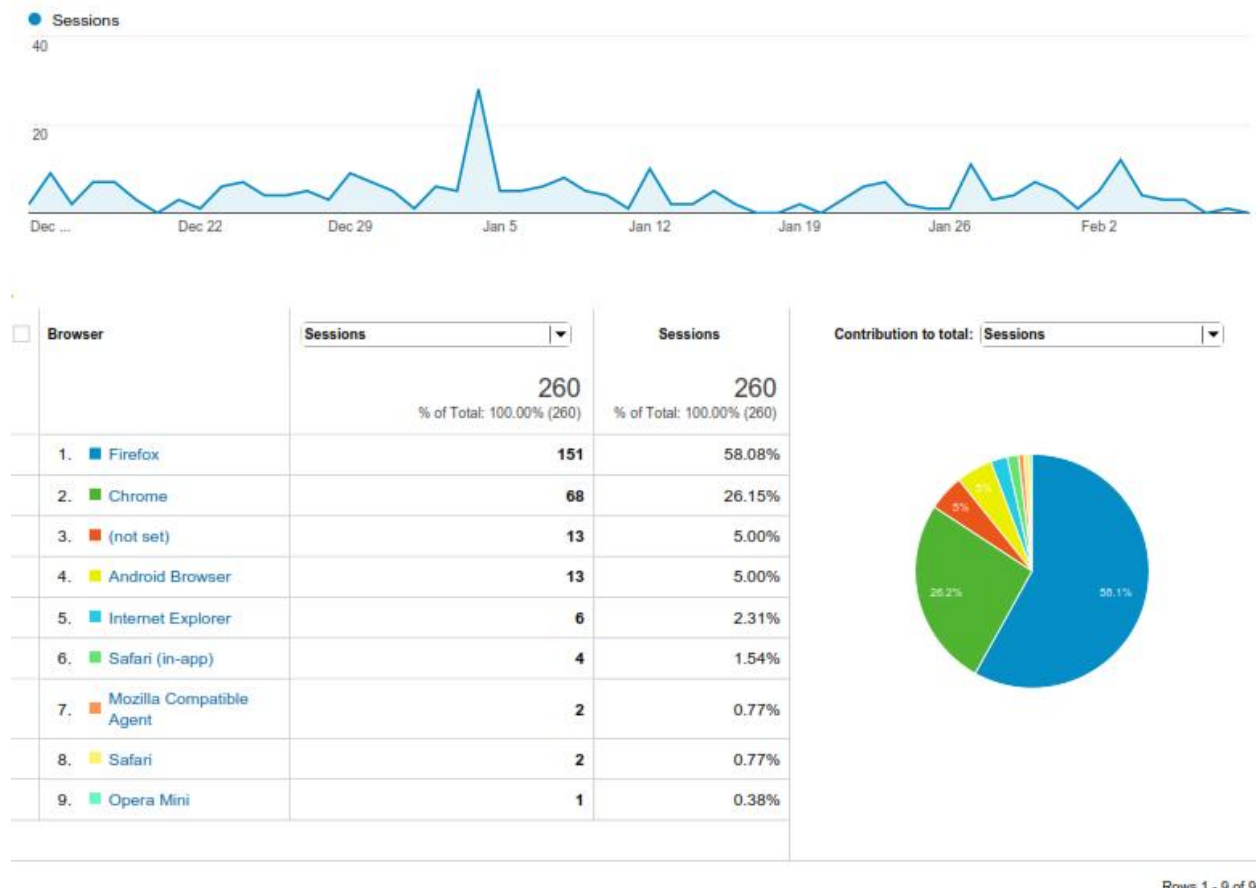 Sessions
40
20
Dec ... Dec 22 Dec 29 Jan 5 Jan 12 Jan 19 Jan 26 Feb 2
Browser Sessions Sessions Contribution to total: Sessions
260 260
% of Total: 100.00% (260) % of Total: 100.00% (260)
1. Firefox 151 58.08%
2. Chrome 68 26.15%
3. (not set) 13 5.00%
4. Android Browser 13 5.00%
5. Internet Explorer 6 2.31%
6. Safari (in-app) 4 1.54%
7. Mozilla Compatible Agent 2 0.77%
8. Safari 2 0.77%
9. Opera Mini 1 0.38%
5%
5%
26.2%
58.1%
Rows 1 - 9 of 9